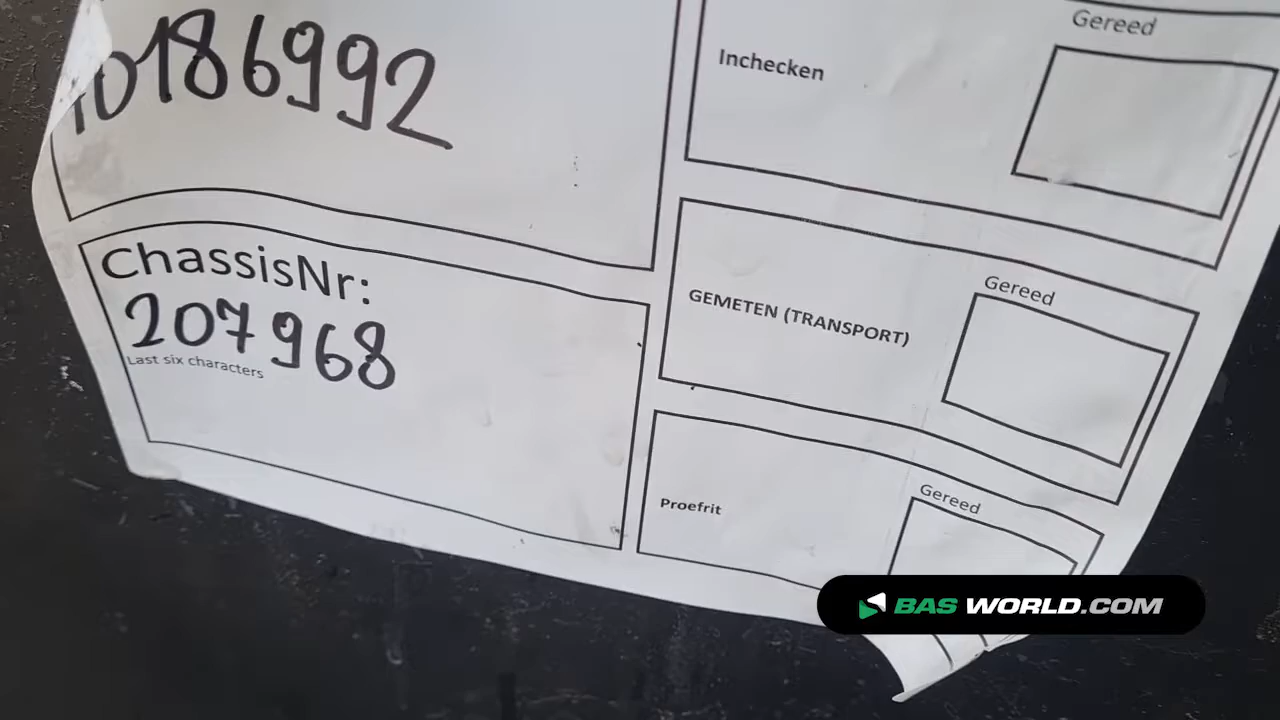 10186992
ChassisNr:
207968
Last six characters
Gereed
Inchecken
Gereed
GEMETEN (TRANSPORT)
Gereed
Proefrit
BAS WORLD.COM